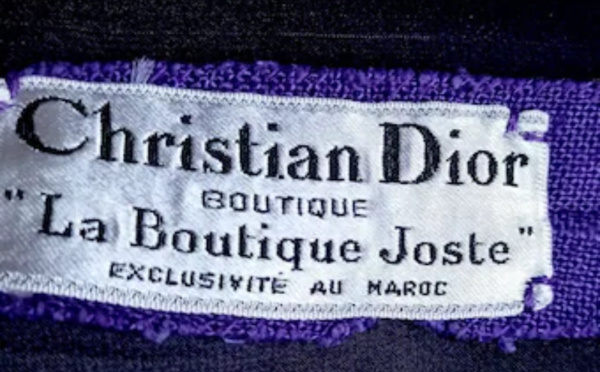 Christian Dior
BOUTIQUE
"La Boutique Joste"
EXCLUSIVITÉ AU MAROC